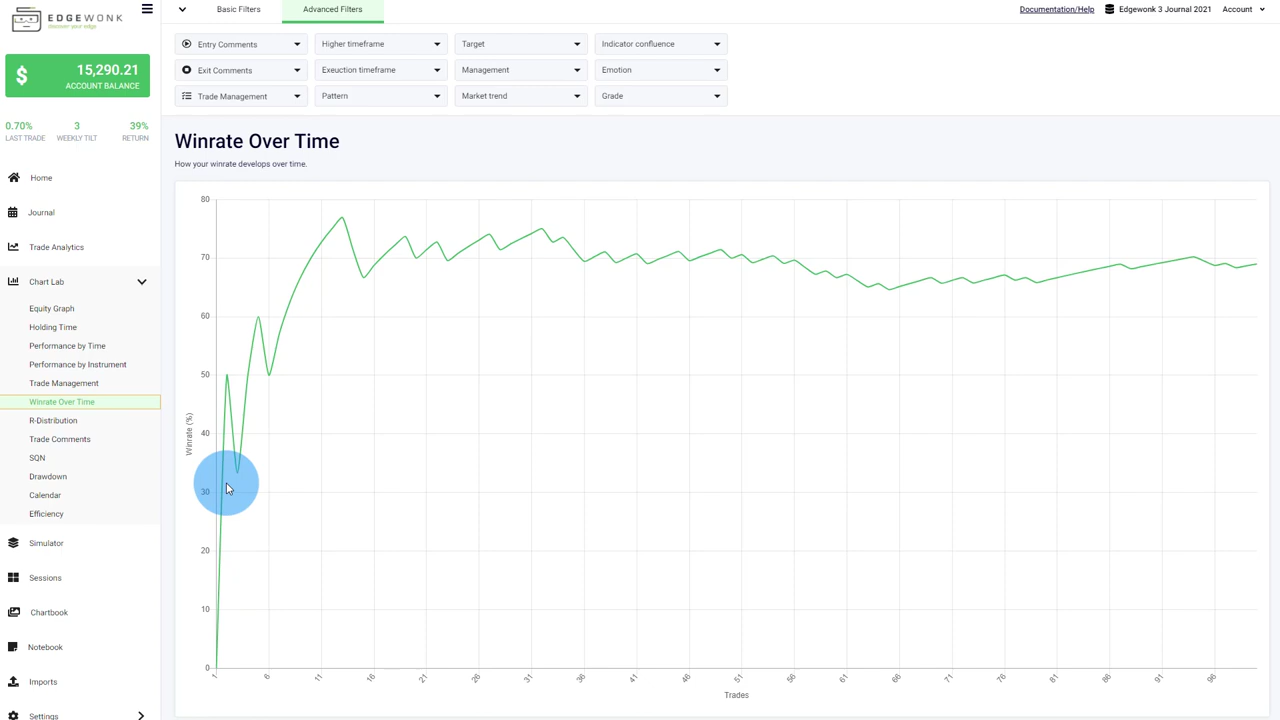 EDGEWONK
discover your edge
Basic Filters
Advanced Filters
Documentation/Help
Edgewonk 3 Journal 2021
Account
$
15,290.21
ACCOUNT BALANCE
0.70%
3
39%
LAST TRADE
WEEKLY TILT
RETURN
Entry Comments
Higher timeframe
Target
Indicator confluence
Exit Comments
Exeuction timeframe
Management
Emotion
Trade Management
Pattern
Market trend
Grade
Home
Journal
Trade Analytics
Chart Lab
Equity Graph
Holding Time
Performance by Time
Performance by Instrument
Trade Management
Winrate Over Time
R-Distribution
Trade Comments
SQN
Drawdown
Calendar
Efficiency
Simulator
Sessions
Chartbook
Notebook
Imports
Settings
Winrate Over Time
How your winrate develops over time.
80
70
60
50
40
30
20
10
0
Winrate (%)
1
6
11
16
21
26
31
36
41
46
51
56
61
66
71
76
81
86
91
96
Trades